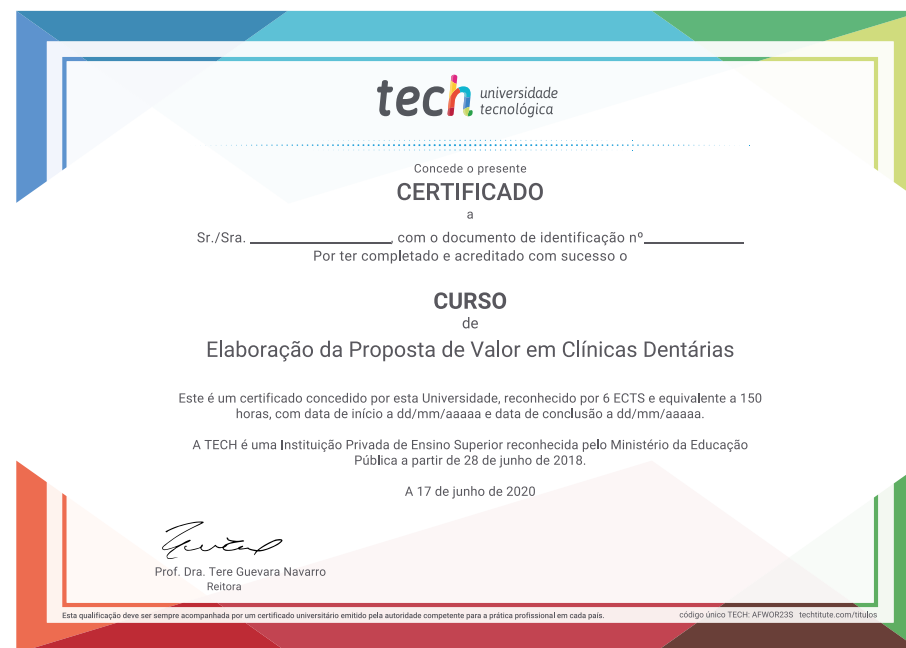 tech universidade
tecnológica
Concede o presente
CERTIFICADO
a
Sr./Sra. ____________________, com o documento de identificação nº______________
Por ter completado e acreditado com sucesso o
CURSO
de
Elaboração da Proposta de Valor em Clínicas Dentárias
Este é um certificado concedido por esta Universidade, reconhecido por 6 ECTS e equivalente a 150
horas, com data de início a dd/mm/aaaaa e data de conclusão a dd/mm/aaaaa.
A TECH é uma Instituição Privada de Ensino Superior reconhecida pelo Ministério da Educação
Pública a partir de 28 de junho de 2018.
A 17 de junho de 2020
Prof. Dra. Tere Guevara Navarro
Reitora
Esta qualificação deve ser sempre acompanhada por um certificado universitário emitido pela autoridade competente para a prática profissional em cada país.
código único TECH: AFWOR23S techtitute.com/titulos